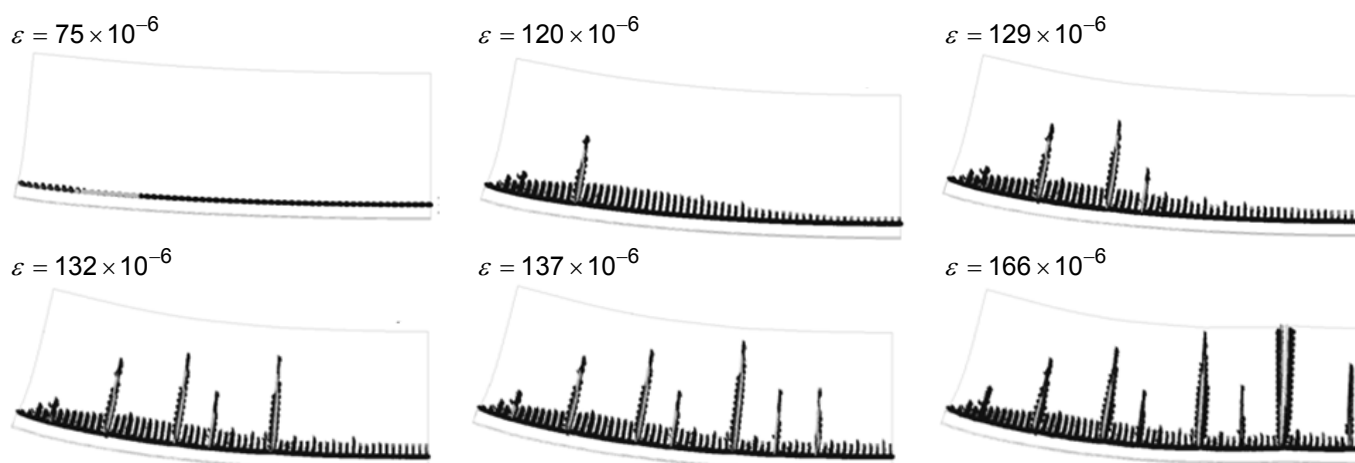 ε = 75 × 10⁻⁶
ε = 120 × 10⁻⁶
ε = 129 × 10⁻⁶
ε = 132 × 10⁻⁶
ε = 137 × 10⁻⁶
ε = 166 × 10⁻⁶